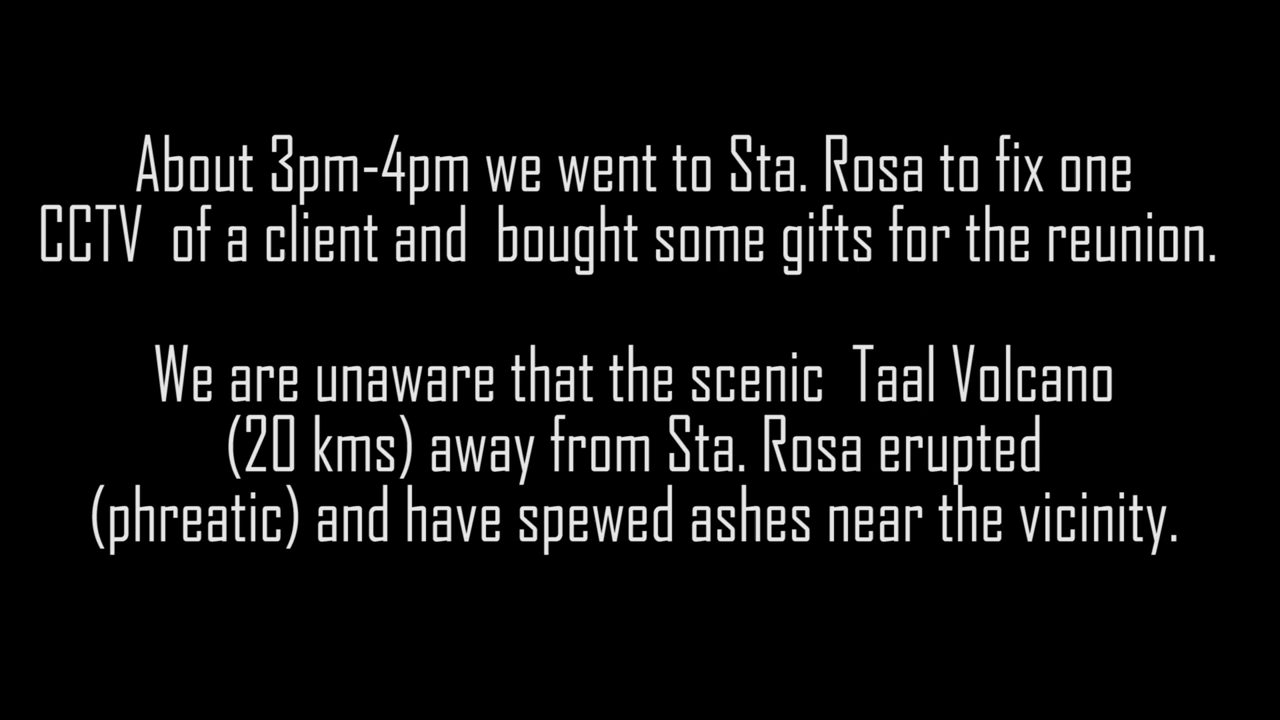 About 3pm-4pm we went to Sta. Rosa to fix one
CCTV of a client and bought some gifts for the reunion.
We are unaware that the scenic Taal Volcano
(20 kms) away from Sta. Rosa erupted
(phreatic) and have spewed ashes near the vicinity.